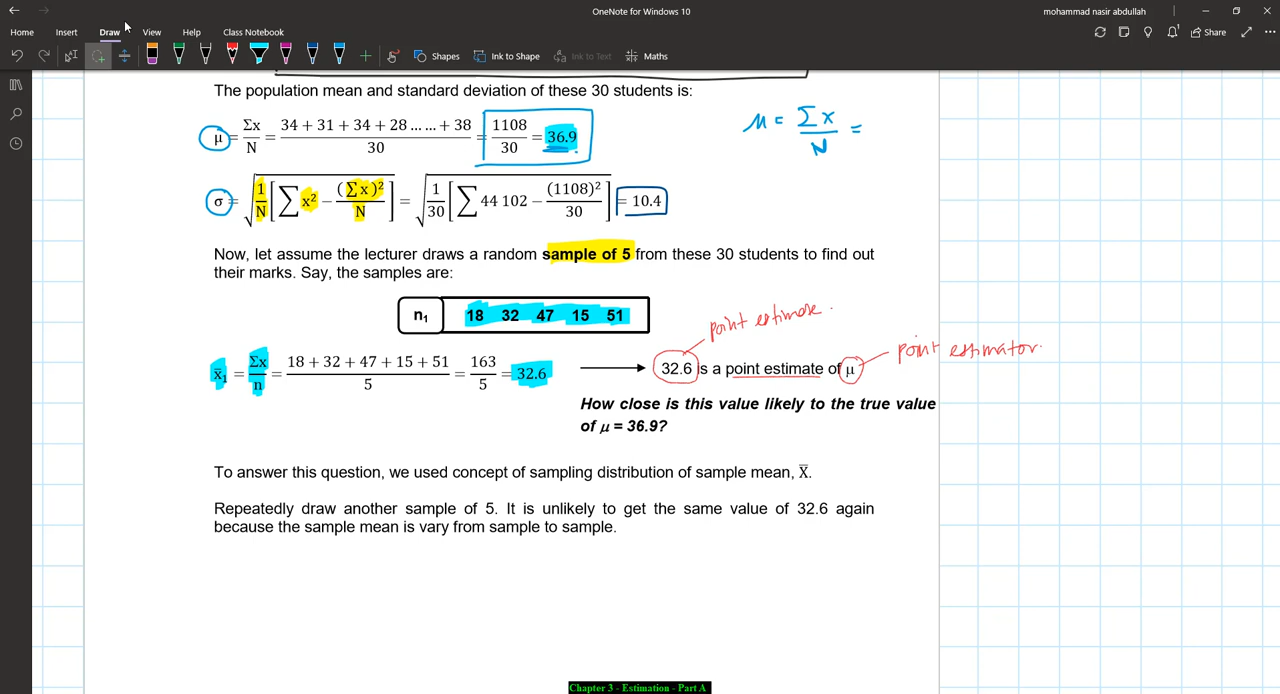 OneNote for Windows 10
mohammad nasir abdullah
Home Insert Draw View Help Class Notebook
Share
Shapes Ink to Shape Ink to Text Maths
The population mean and standard deviation of these 30 students is:
μ = Σx / N = 34 + 31 + 34 + 28 … … + 38 / 30 = 1108 / 30 = 36.9
μ = Σx / N =
σ = √ 1/N [ ∑ x² − (∑x)² / N ] = √ 1/30 [ ∑ 44 102 − (1108)² / 30 ] = 10.4
Now, let assume the lecturer draws a random sample of 5 from these 30 students to find out
their marks. Say, the samples are:
n₁ 18 32 47 15 51
point estimate.
x̅₁ = Σx / n = 18 + 32 + 47 + 15 + 51 / 5 = 163 / 5 = 32.6
32.6 is a point estimate of μ
point estimator.
How close is this value likely to the true value
of μ = 36.9?
To answer this question, we used concept of sampling distribution of sample mean, X̅.
Repeatedly draw another sample of 5. It is unlikely to get the same value of 32.6 again
because the sample mean is vary from sample to sample.
Chapter 3 - Estimation - Part A